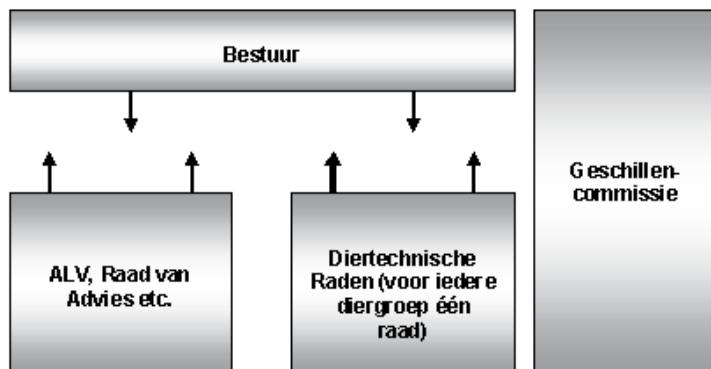 Bestuur
Geschillen-
commissie
ALV, Raad van
Advies etc.
Diertechnische
Raden (voor iedere
diergroep één
raad)